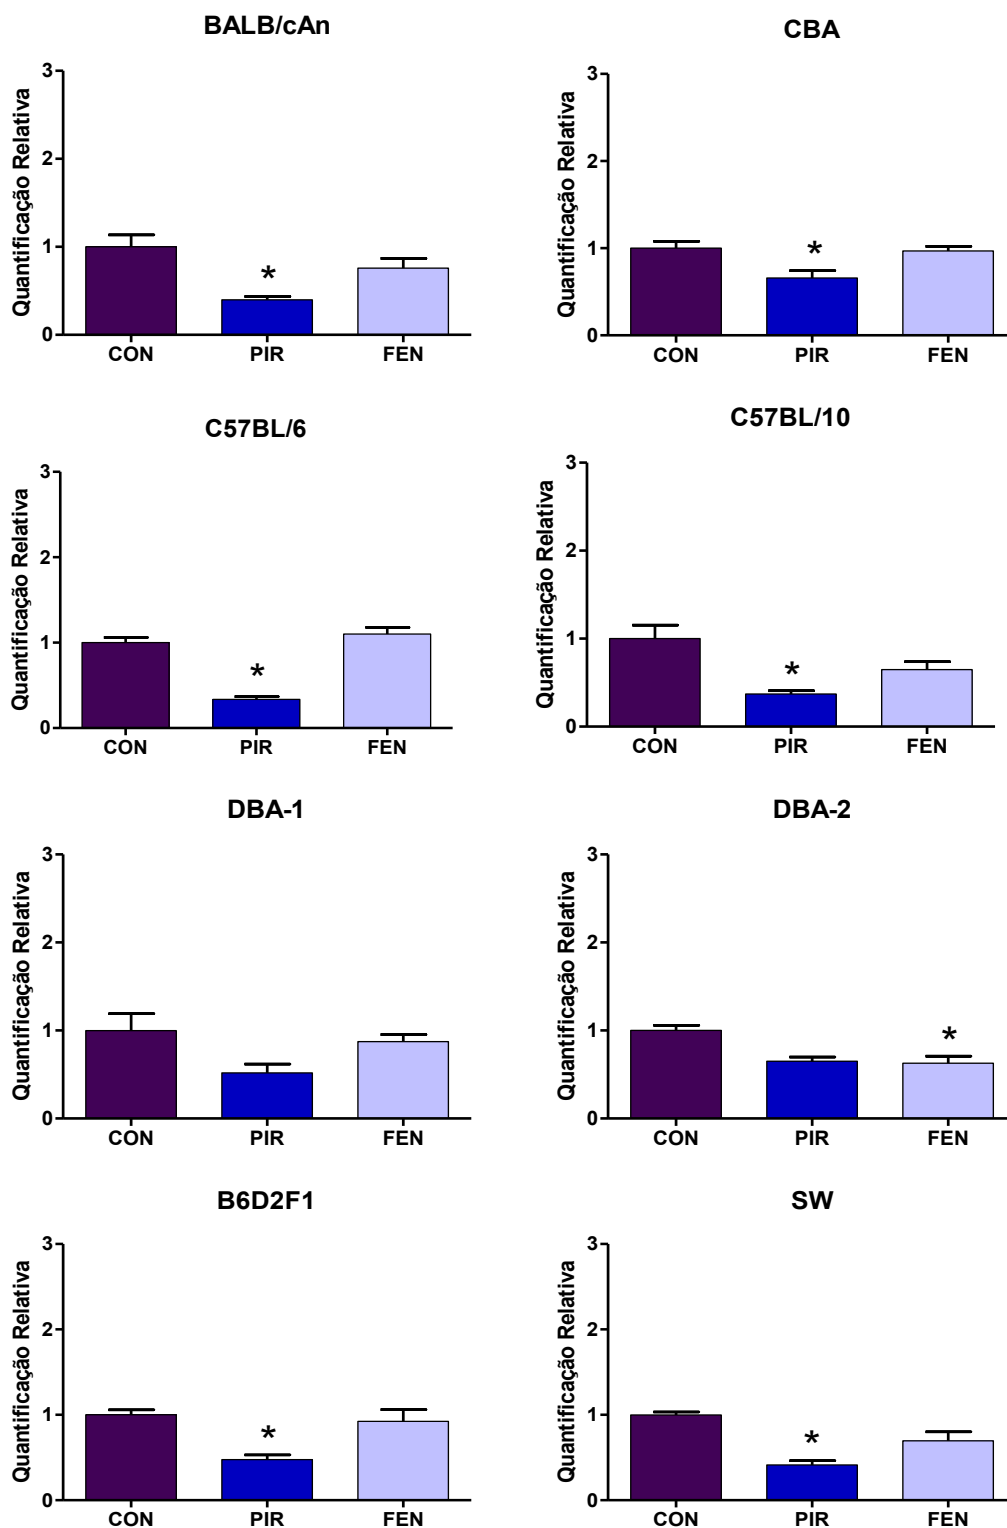 BALB/cAn
Quantificação Relativa
3
2
1
0
*
CON PIR FEN
CBA
Quantificação Relativa
3
2
1
0
*
CON PIR FEN
C57BL/6
Quantificação Relativa
3
2
1
0
*
CON PIR FEN
C57BL/10
Quantificação Relativa
3
2
1
0
*
CON PIR FEN
DBA-1
Quantificação Relativa
3
2
1
0
CON PIR FEN
DBA-2
Quantificação Relativa
3
2
1
0
*
CON PIR FEN
B6D2F1
Quantificação Relativa
3
2
1
0
*
CON PIR FEN
SW
Quantificação Relativa
3
2
1
0
*
CON PIR FEN